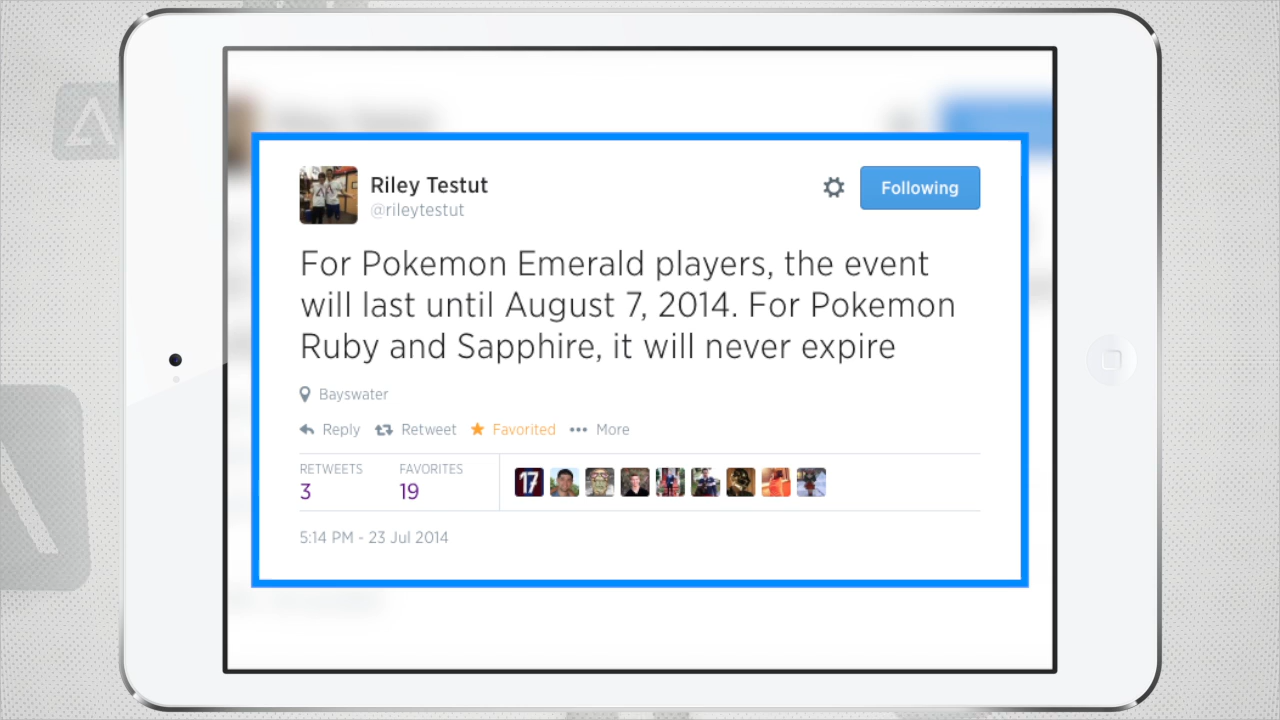 Riley Testut
@rileytestut
Following
For Pokemon Emerald players, the event
will last until August 7, 2014. For Pokemon
Ruby and Sapphire, it will never expire
Bayswater
Reply Retweet Favorited More
RETWEETS FAVORITES
3 19
17
5:14 PM - 23 Jul 2014